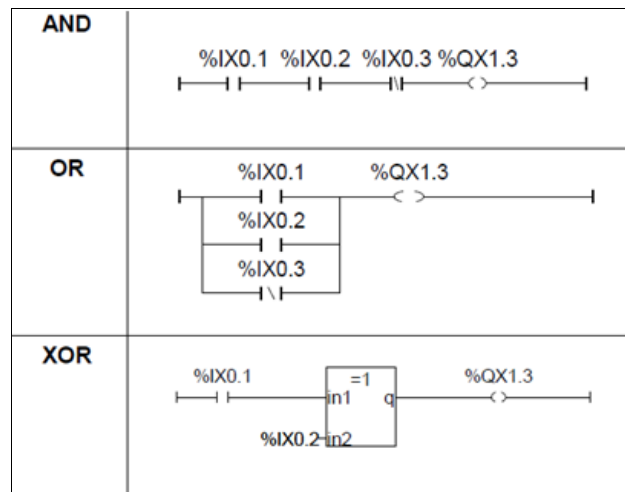 AND
%IX0.1 %IX0.2 %IX0.3 %QX1.3
OR
%IX0.1 %QX1.3
%IX0.2
%IX0.3
XOR
%IX0.1 =1 %QX1.3
in1 q
%IX0.2 in2